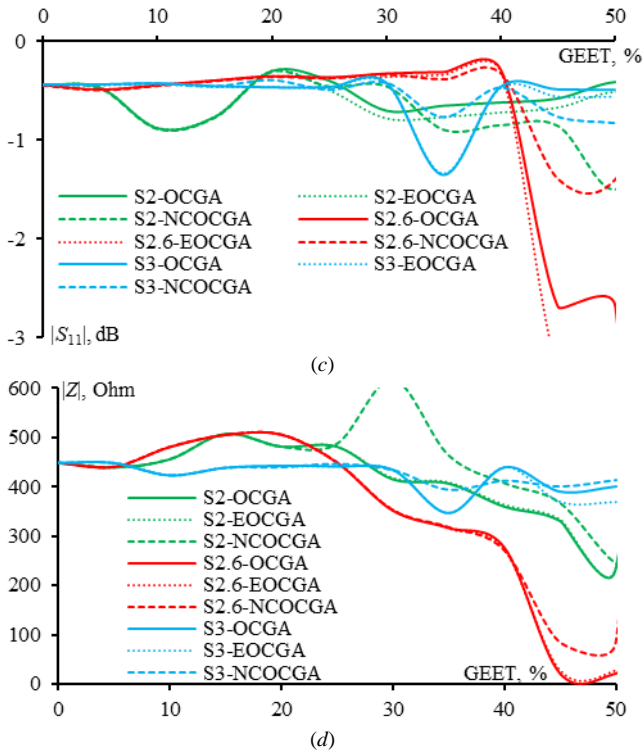 0 10 20 30 40 50
0
GEET, %
-1
S2-OCGA S2-EOCGA
S2-NCOCGA S2.6-OCGA
S2.6-EOCGA S2.6-NCOCGA
S3-OCGA S3-EOCGA
S3-NCOCGA
-2
-3
|S11|, dB
(c)
600
|Z|, Ohm
500
400
S2-OCGA
S2-EOCGA
300
S2-NCOCGA
S2.6-OCGA
200
S2.6-EOCGA
S2.6-NCOCGA
100
S3-OCGA
S3-EOCGA GEET, %
S3-NCOCGA
0
0 10 20 30 40 50
(d)